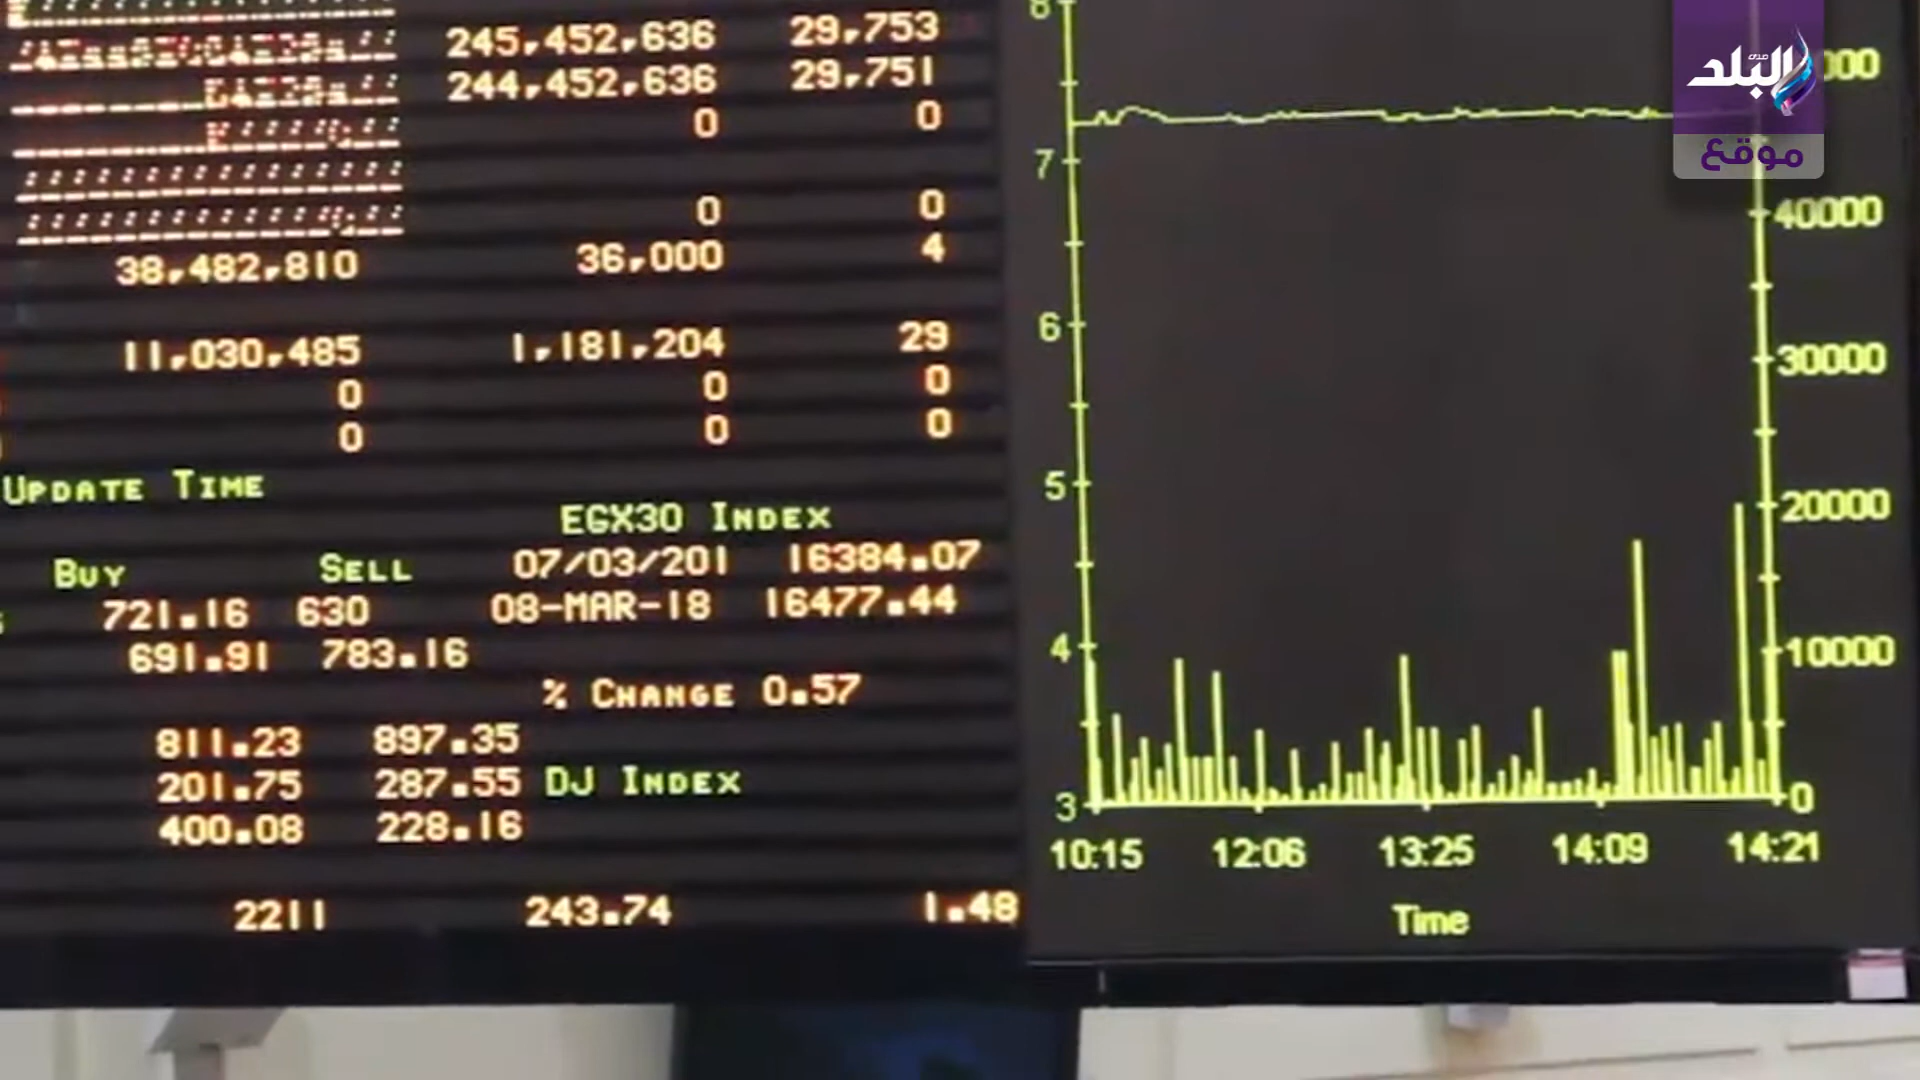 245,452,636 29,753
244,452,636 29,751
0 0
0 0
38,482,810 36,000 4
11,030,485 1,181,204 29
0 0 0
0 0 0
UPDATE TIME
EGX30 INDEX
BUY SELL 07/03/201 16384.07
721.16 630 08-MAR-18 16477.44
691.91 783.16
% CHANGE 0.57
811.23 897.35
201.75 287.55 DJ INDEX
400.08 228.16
2211 243.74 1.48
8
7
6
5
4
3
000
40000
30000
20000
10000
0
10:15 12:06 13:25 14:09 14:21
Time
صدى البلد
موقع